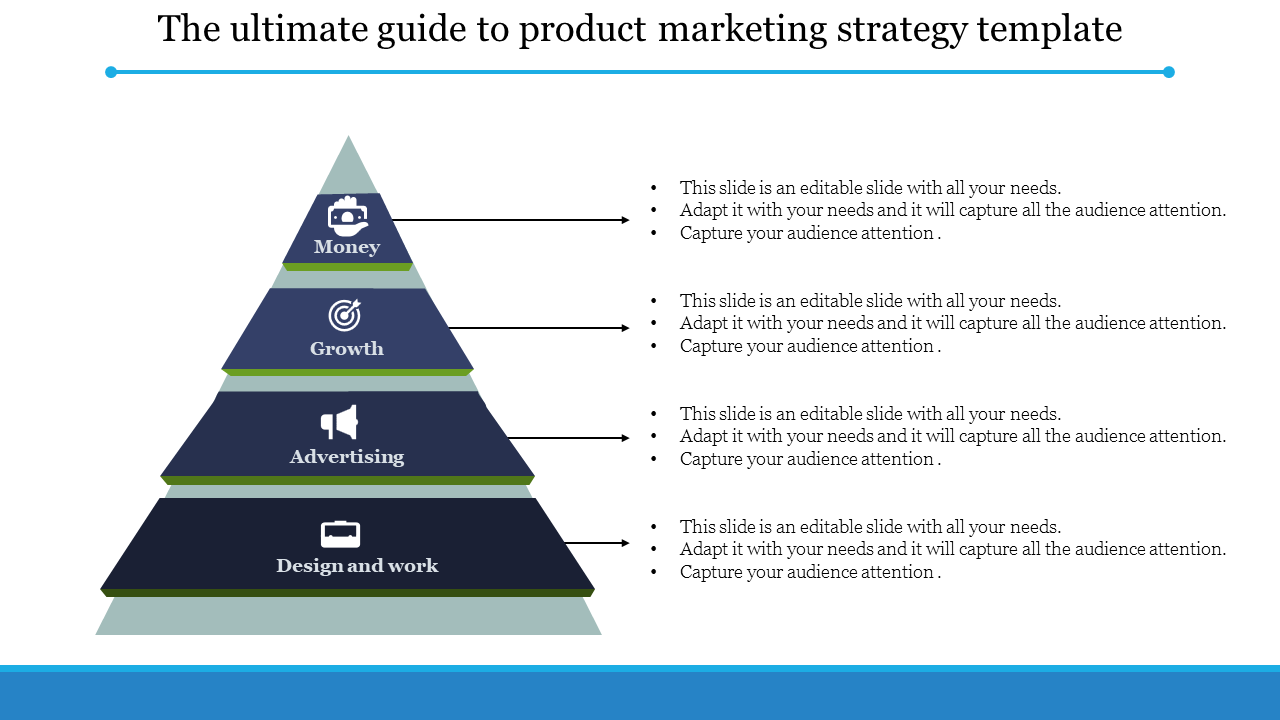 The ultimate guide to product marketing strategy template
Money
• This slide is an editable slide with all your needs.
• Adapt it with your needs and it will capture all the audience attention.
• Capture your audience attention .
Growth
• This slide is an editable slide with all your needs.
• Adapt it with your needs and it will capture all the audience attention.
• Capture your audience attention .
Advertising
• This slide is an editable slide with all your needs.
• Adapt it with your needs and it will capture all the audience attention.
• Capture your audience attention .
Design and work
• This slide is an editable slide with all your needs.
• Adapt it with your needs and it will capture all the audience attention.
• Capture your audience attention .